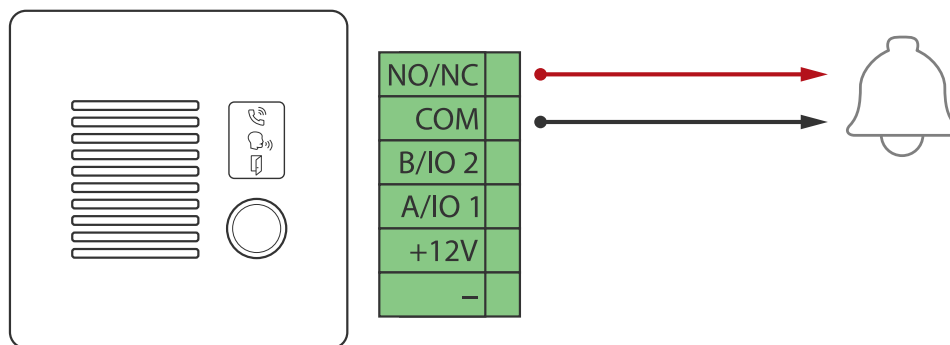 NO/NC
COM
B/IO 2
A/IO 1
+12V
–